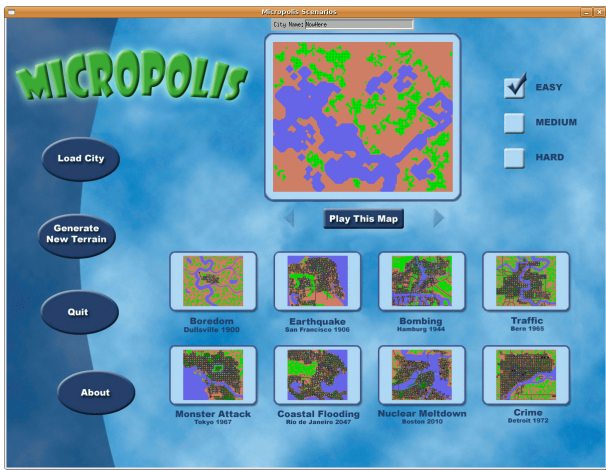 Micropolis Scenarios
City Name: NowHere
MICROPOLIS
EASY
MEDIUM
HARD
Load City
Generate
New Terrain
Quit
About
Play This Map
Boredom
Dullsville 1900
Earthquake
San Francisco 1906
Bombing
Hamburg 1944
Traffic
Bern 1965
Monster Attack
Tokyo 1967
Coastal Flooding
Rio de Janeiro 2047
Nuclear Meltdown
Boston 2010
Crime
Detroit 1972